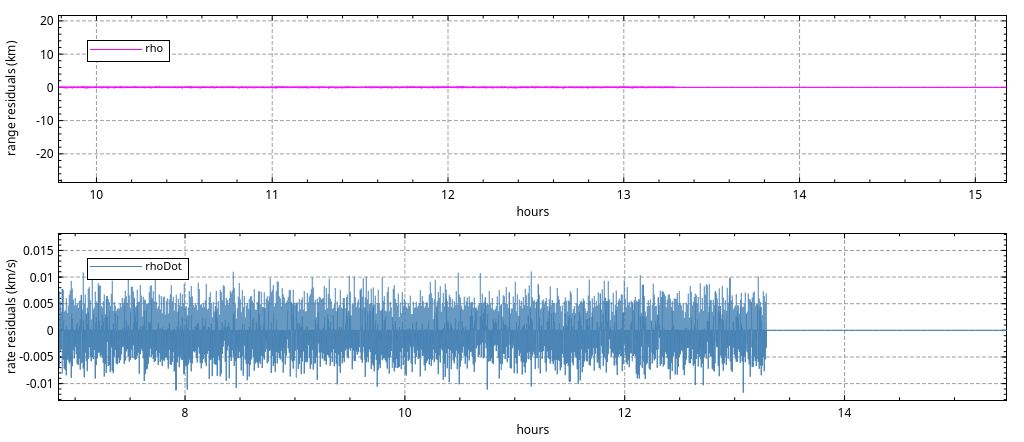 range residuals (km)
20
10
0
-10
-20
rho
10 11 12 13 14 15
hours
rate residuals (km/s)
0.015
0.010
0.005
0
-0.005
-0.01
rhoDot
8 10 12 14
hours